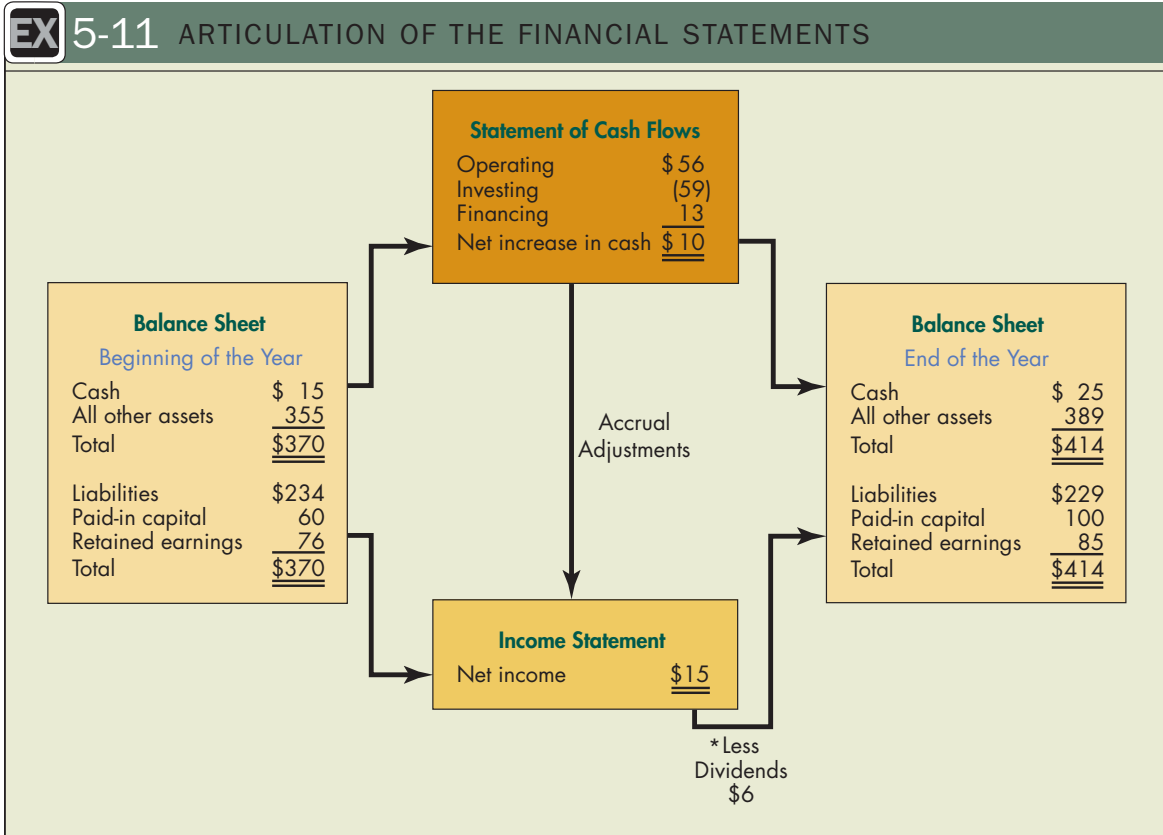 EX 5-11 ARTICULATION OF THE FINANCIAL STATEMENTS
Statement of Cash Flows
Operating $ 56
Investing (59)
Financing 13
Net increase in cash $ 10
Balance Sheet
Beginning of the Year
Cash $ 15
All other assets 355
Total $370
Liabilities $234
Paid-in capital 60
Retained earnings 76
Total $370
Accrual
Adjustments
Balance Sheet
End of the Year
Cash $ 25
All other assets 389
Total $414
Liabilities $229
Paid-in capital 100
Retained earnings 85
Total $414
Income Statement
Net income $15
*Less
Dividends
$6